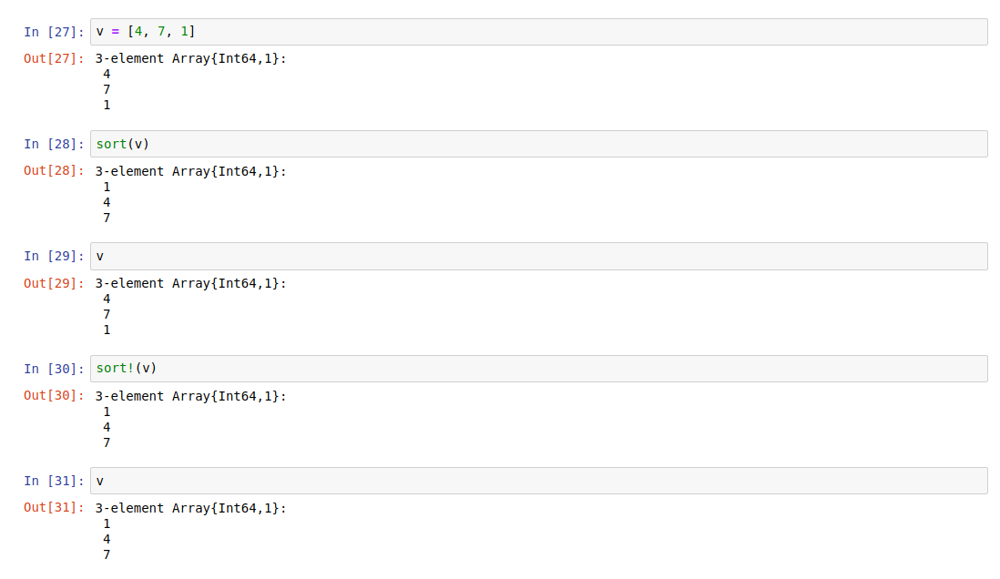 In [27]: v = [4, 7, 1]
Out[27]: 3-element Array{Int64,1}:
4
7
1
In [28]: sort(v)
Out[28]: 3-element Array{Int64,1}:
1
4
7
In [29]: v
Out[29]: 3-element Array{Int64,1}:
4
7
1
In [30]: sort!(v)
Out[30]: 3-element Array{Int64,1}:
1
4
7
In [31]: v
Out[31]: 3-element Array{Int64,1}:
1
4
7